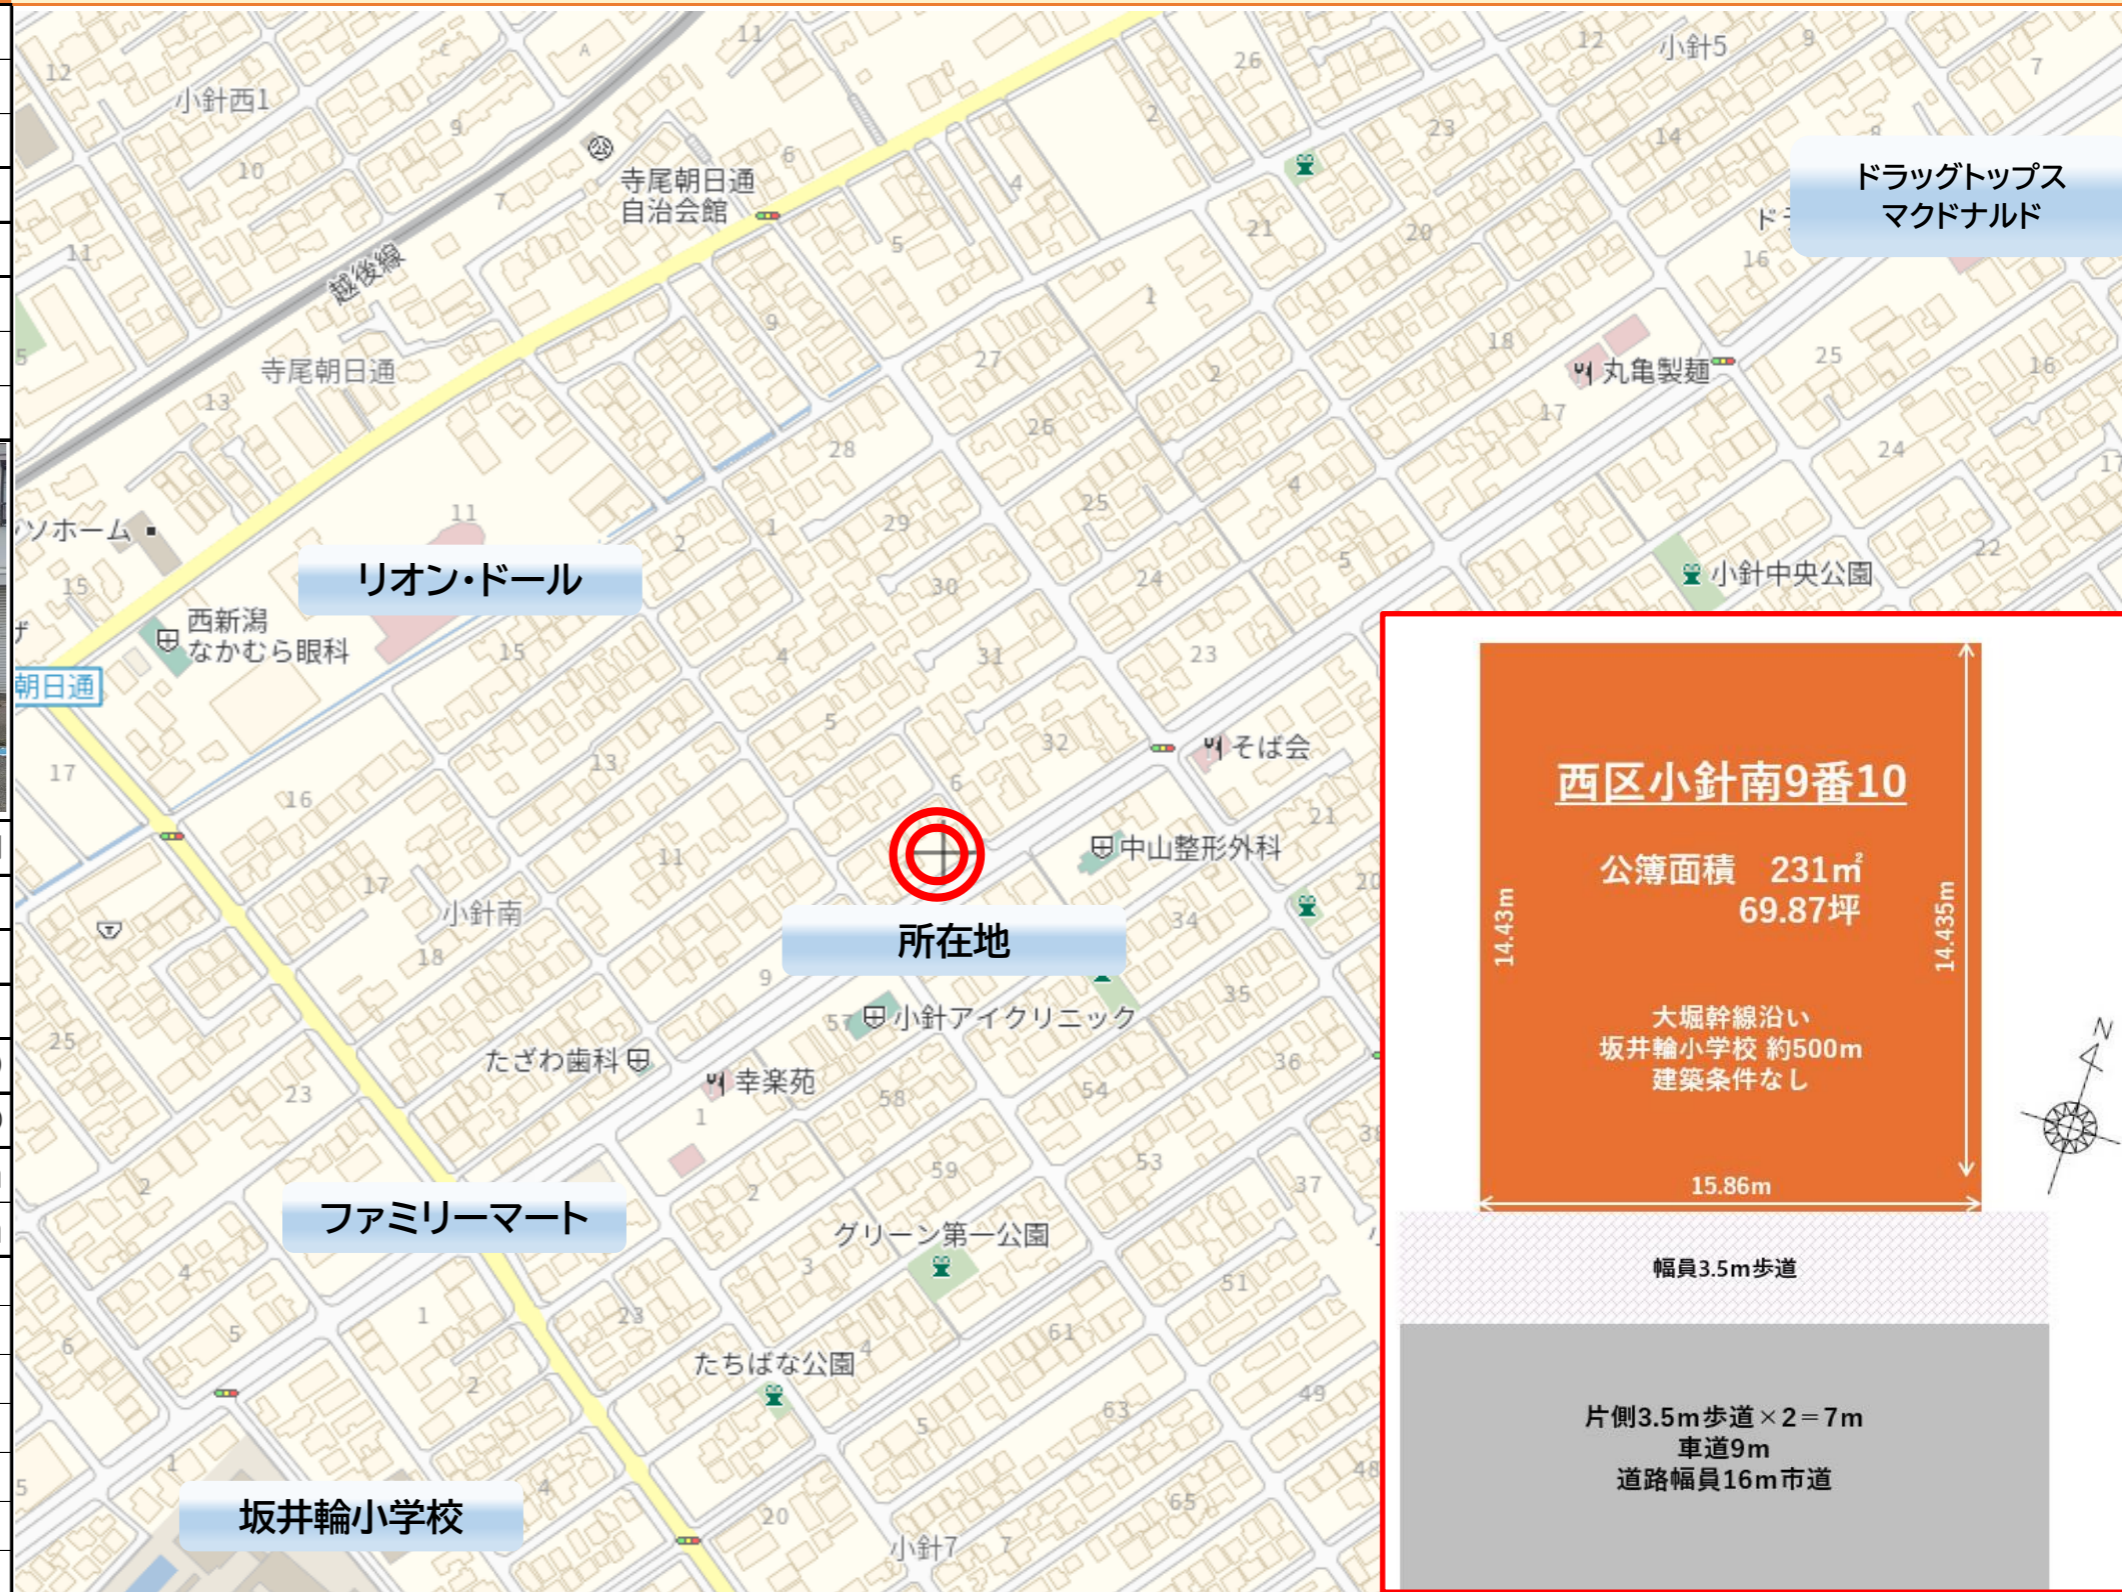 小針西1
小針5
ドラッグトップス
マクドナルド
寺尾朝日通
自治会館
越後線
寺尾朝日通
丸亀製麺
小針中央公園
リオン・ドール
西新潟
なかむら眼科
朝日通
そば会
中山整形外科
小針南
所在地
小針アイクリニック
たざわ歯科
幸楽苑
ファミリーマート
グリーン第一公園
たちばな公園
坂井輪小学校
小針7
西区小針南9番10
公簿面積 231㎡
69.87坪
14.43m
14.435m
大堀幹線沿い
坂井輪小学校 約500m
建築条件なし
15.86m
N
幅員3.5m歩道
片側3.5m歩道×2=7m
車道9m
道路幅員16m市道